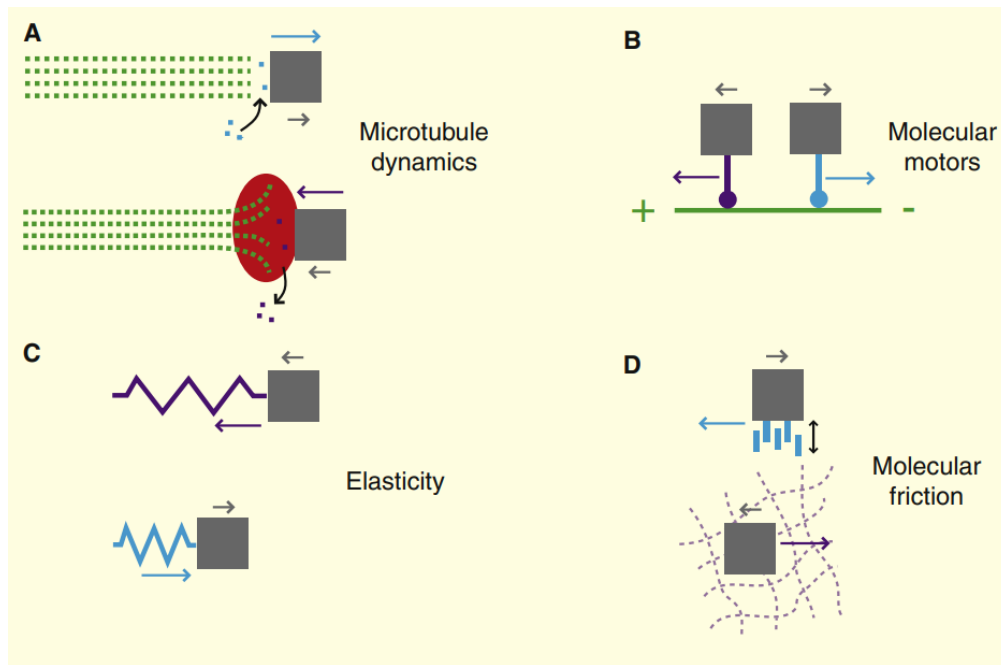 A
Microtubule
dynamics
B
Molecular
motors
+
-
C
Elasticity
D
Molecular
friction